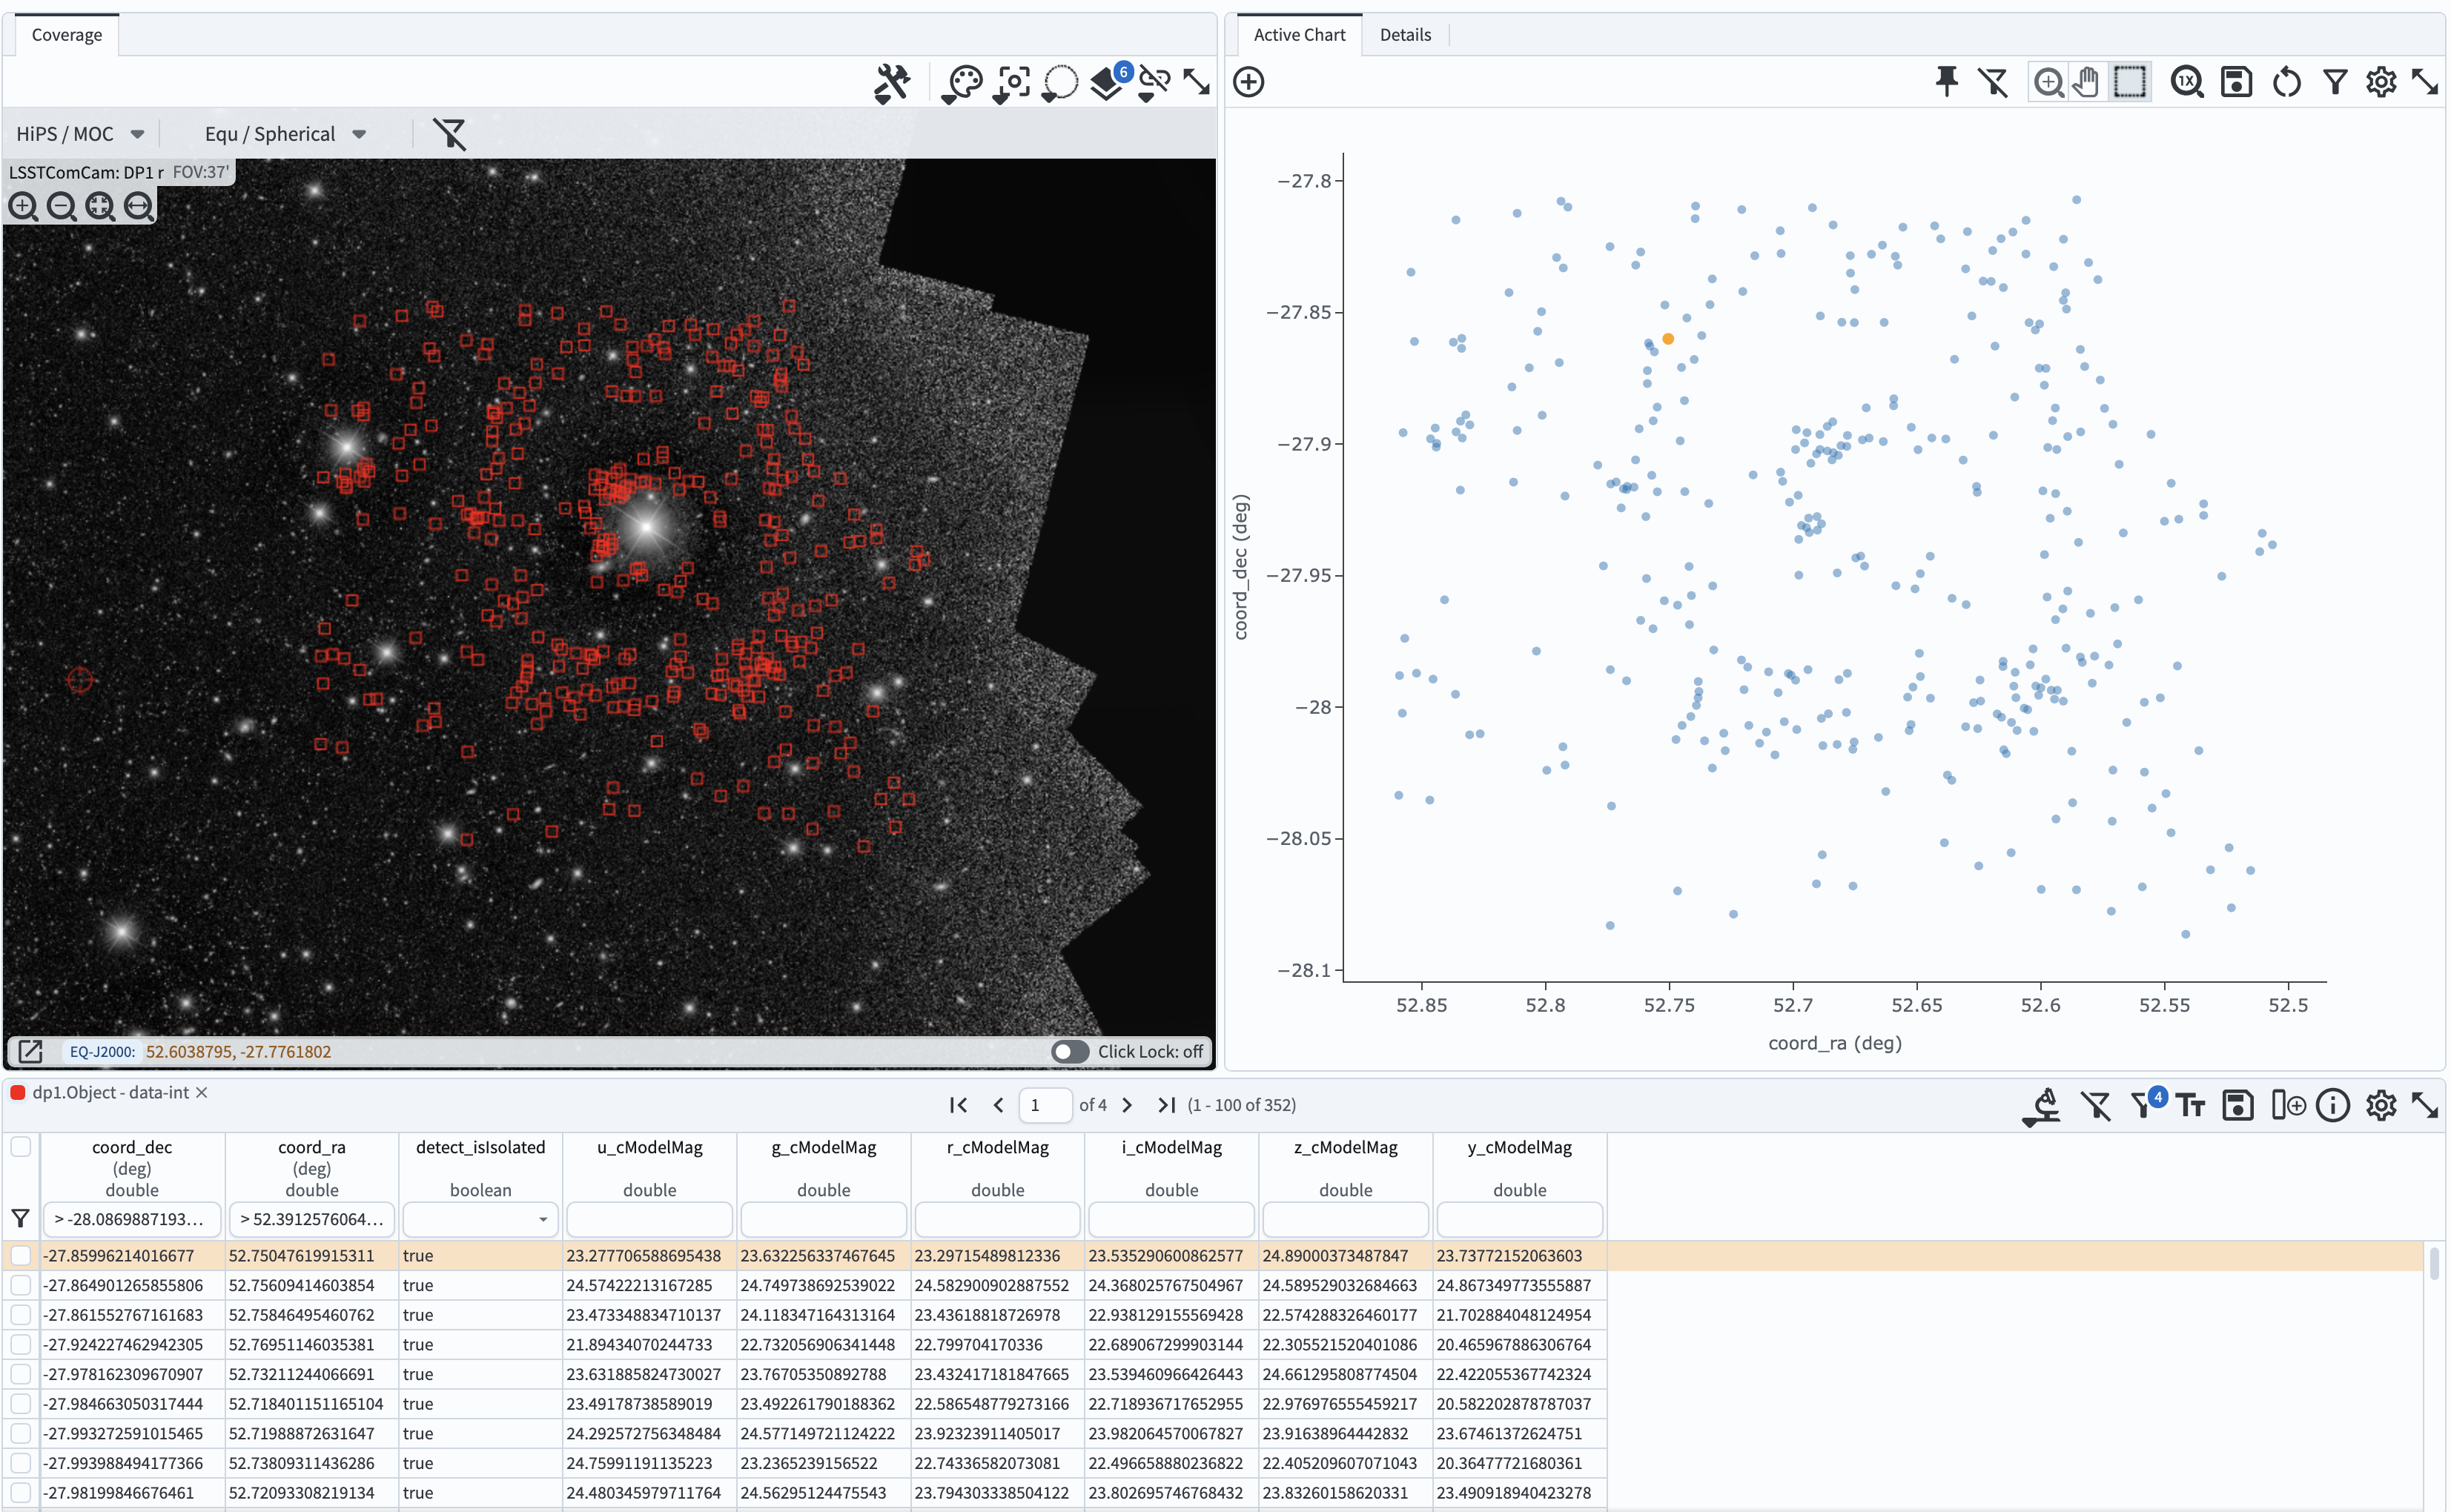 Coverage
6
HiPS / MOC Equ / Spherical
LSSTComCam: DP1 r FOV:37'
EQ-J2000: 52.6038795, -27.7761802 Click Lock: off
Active Chart Details
1X
−27.8
−27.85
−27.9
−27.95
−28
−28.05
−28.1
coord_dec (deg)
52.85 52.8 52.75 52.7 52.65 52.6 52.55 52.5
coord_ra (deg)
dp1.Object - data-int
1 of 4 (1 - 100 of 352)
4
coord_dec coord_ra detect_isIsolated u_cModelMag g_cModelMag r_cModelMag i_cModelMag z_cModelMag y_cModelMag
(deg) (deg)
double double boolean double double double double double double
> -28.0869887193... > 52.3912576064...
-27.85996214016677 52.75047619915311 true 23.277706588695438 23.632256337467645 23.29715489812336 23.535290600862577 24.89000373487847 23.73772152063603
-27.864901265855806 52.75609414603854 true 24.57422213167285 24.749738692539022 24.582900902887552 24.368025767504967 24.589529032684663 24.867349773555887
-27.861552767161683 52.75846495460762 true 23.473348834710137 24.118347164313164 23.43618818726978 22.938129155569428 22.574288326460177 21.702884048124954
-27.924227462942305 52.76951146035381 true 21.89434070244733 22.732056906341448 22.799704170336 22.689067299903144 22.305521520401086 20.465967886306764
-27.978162309670907 52.73211244066691 true 23.631885824730027 23.76705350892788 23.432417181847665 23.539460966426443 24.661295808774504 22.422055367742324
-27.984663050317444 52.718401151165104 true 23.49178738589019 23.492261790188362 22.586548779273166 22.718936717652955 22.976976555459217 20.582202878787037
-27.993272591015465 52.71988872631647 true 24.292572756348484 24.577149721124222 23.92323911405017 23.982064570067827 23.91638964442832 23.67461372624751
-27.993988494177366 52.73809311436286 true 24.75991191135223 23.2365239156522 22.74336582073081 22.496658880236822 22.405209607071043 20.36477721680361
-27.98199846676461 52.72093308219134 true 24.480345979711764 24.56295124475543 23.794303338504122 23.802695746768432 23.83260158620331 23.490918940423278